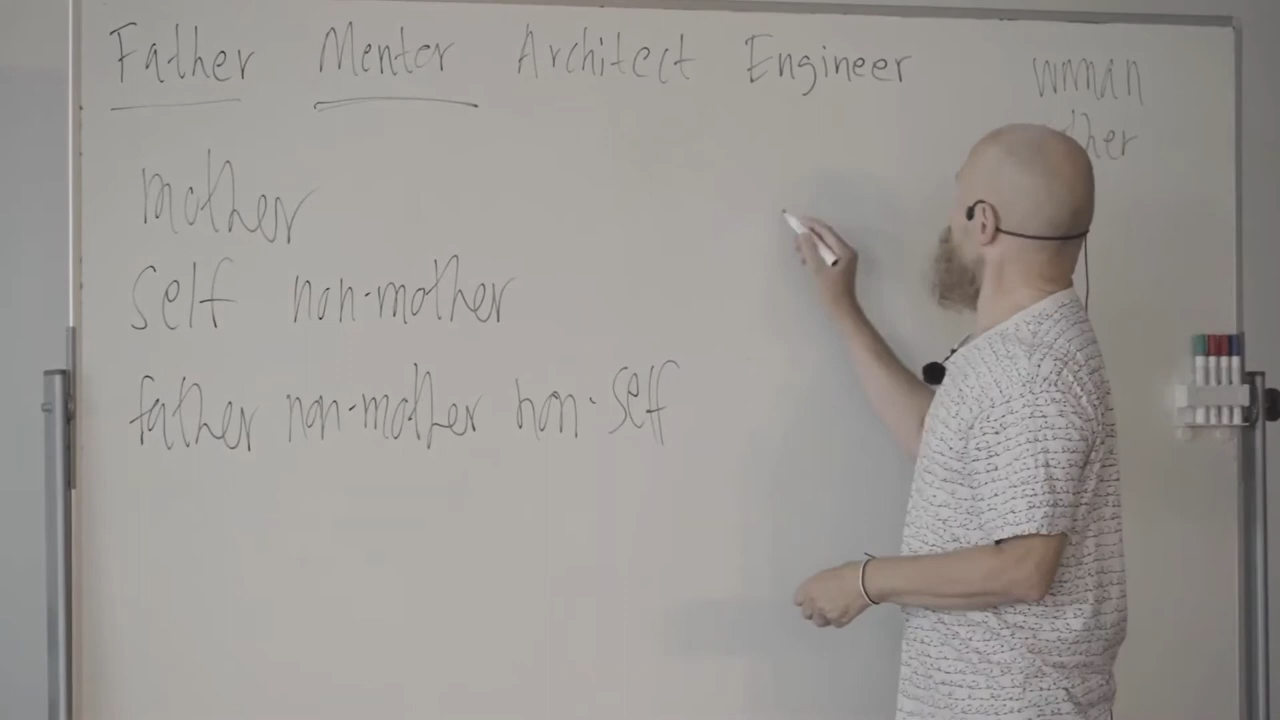 Father Mentor Architect Engineer woman
mother
self non-mother
father non-mother non-self